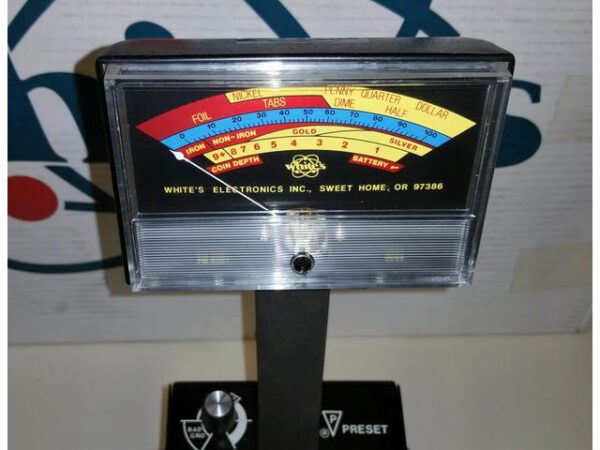 NICKEL PENNY QUARTER
FOIL TABS DIME HALF DOLLAR
0 10 20 30 40 50 60 70 80 90 100
IRON NON-IRON GOLD SILVER
9+ 8 7 6 5 4 3 2 1
COIN DEPTH White's BATTERY
WHITE'S ELECTRONICS INC., SWEET HOME, OR 97386
BAD GND P ® PRESET